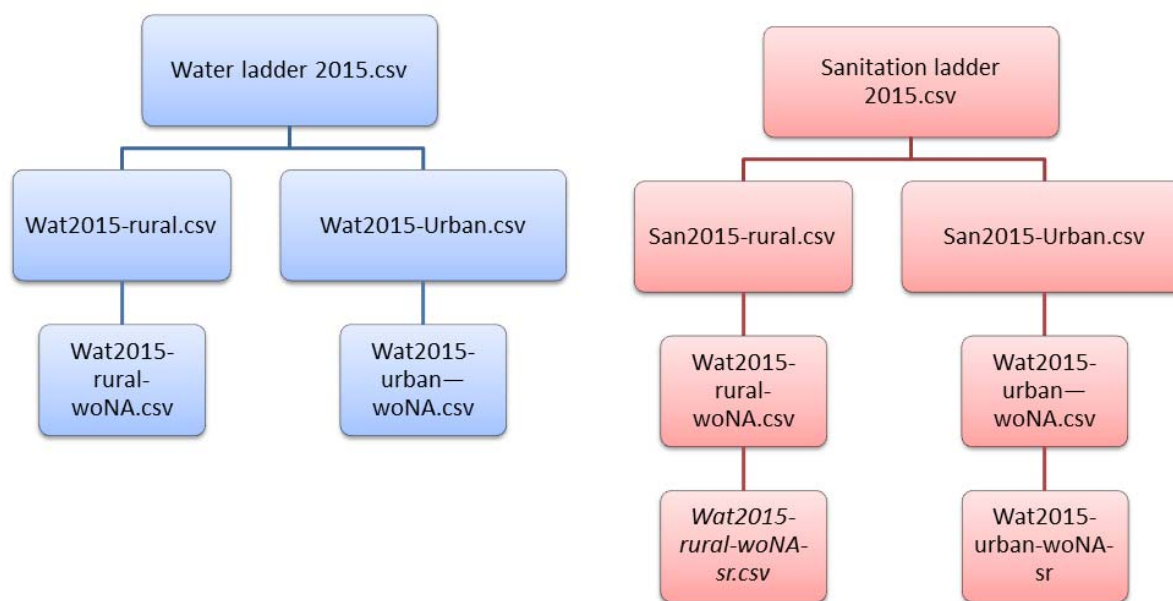 Water ladder 2015.csv
Wat2015-rural.csv
Wat2015-Urban.csv
Wat2015-
rural-
woNA.csv
Wat2015-
urban—
woNA.csv
Sanitation ladder
2015.csv
San2015-rural.csv
San2015-Urban.csv
Wat2015-
rural-
woNA.csv
Wat2015-
urban—
woNA.csv
Wat2015-
rural-woNA-
sr.csv
Wat2015-
urban-woNA-
sr